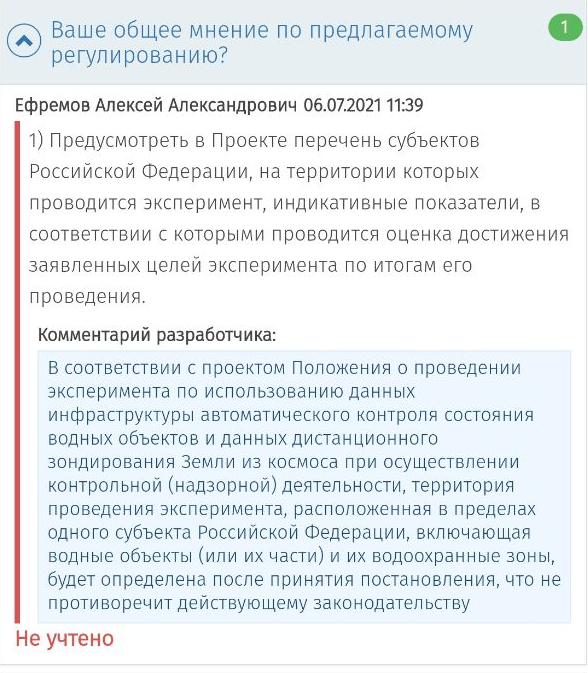 Ваше общее мнение по предлагаемому
регулированию?
1
Ефремов Алексей Александрович 06.07.2021 11:39
1) Предусмотреть в Проекте перечень субъектов
Российской Федерации, на территории которых
проводится эксперимент, индикативные показатели, в
соответствии с которыми проводится оценка достижения
заявленных целей эксперимента по итогам его
проведения.
Комментарий разработчика:
В соответствии с проектом Положения о проведении
эксперимента по использованию данных
инфраструктуры автоматического контроля состояния
водных объектов и данных дистанционного
зондирования Земли из космоса при осуществлении
контрольной (надзорной) деятельности, территория
проведения эксперимента, расположенная в пределах
одного субъекта Российской Федерации, включающая
водные объекты (или их части) и их водоохранные зоны,
будет определена после принятия постановления, что не
противоречит действующему законодательству
Не учтено